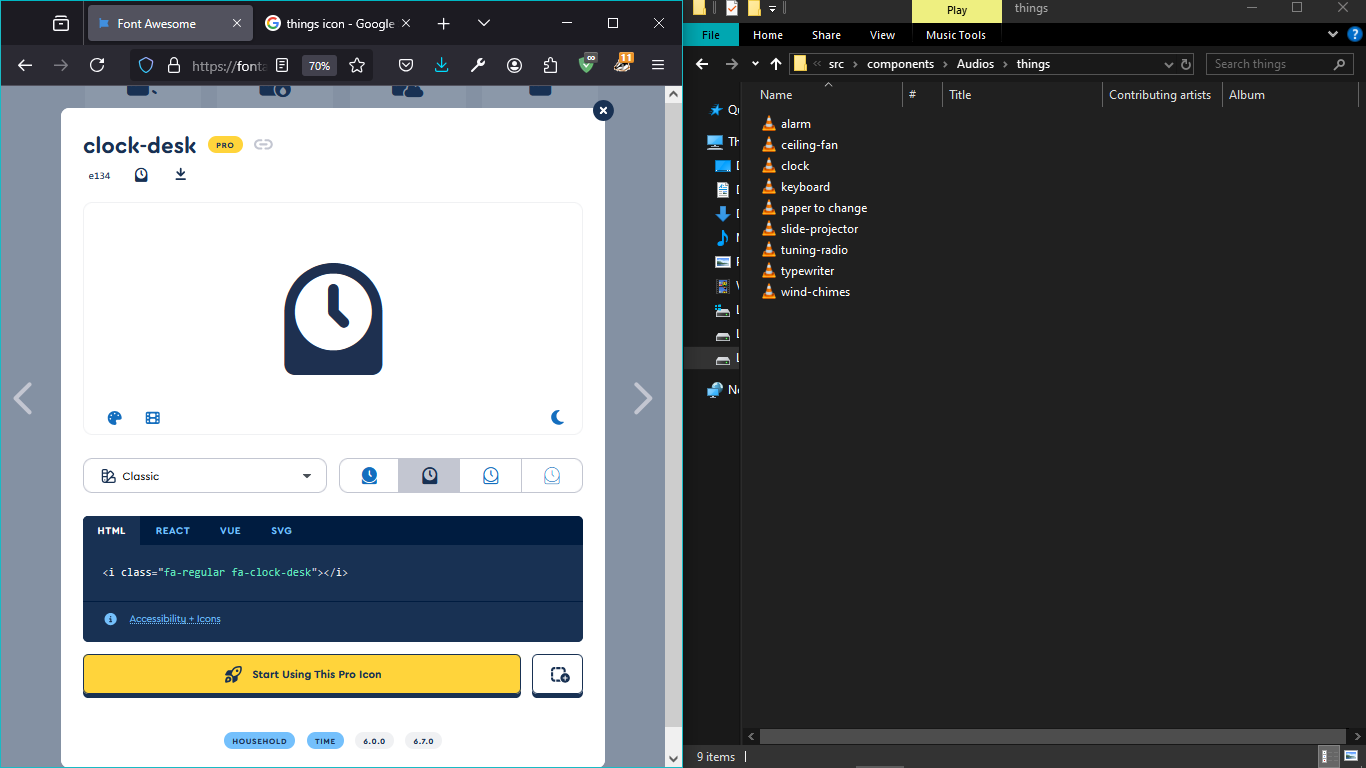 Font Awesome
things icon - Google
https://fonta
70%
∞
11
clock-desk
PRO
e134
Classic
HTML
REACT
VUE
SVG
<i class="fa-regular fa-clock-desk"></i>
Accessibility + Icons
Start Using This Pro Icon
HOUSEHOLD
TIME
6.0.0
6.7.0
Play
things
File
Home
Share
View
Music Tools
src
components
Audios
things
Search things
Name
#
Title
Contributing artists
Album
alarm
ceiling-fan
clock
keyboard
paper to change
slide-projector
tuning-radio
typewriter
wind-chimes
9 items